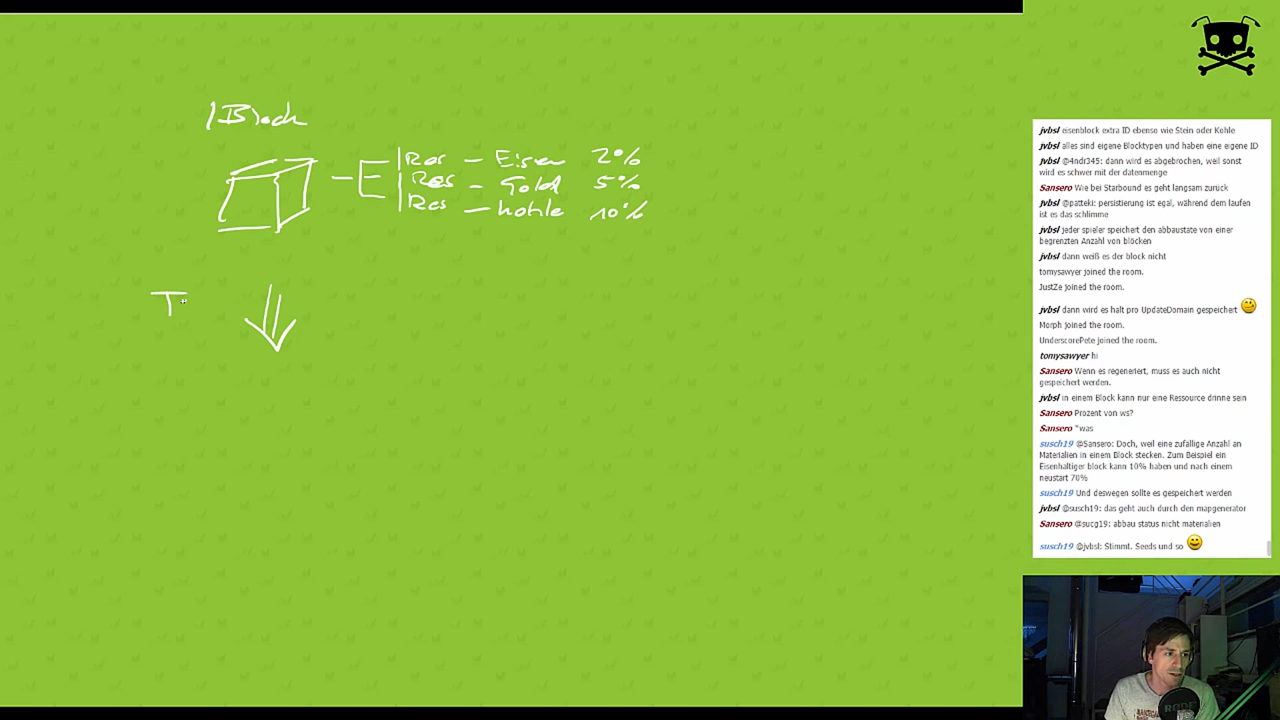 IBlock
Res – Eisen 2%
Res – Gold 5%
Res – Kohle 10%
T
jvbsl eisenblock extra ID ebenso wie Stein oder Kohle
jvbsl alles sind eigene Blocktypen und haben eine eigene ID
jvbsl @4ndr345: dann wird es abgebrochen, weil sonst
wird es schwer mit der datenmenge
Sansero Wie bei Starbound es geht langsam zurück
jvbsl @patteki: persistierung ist egal, während dem laufen
ist es das schlimme
jvbsl jeder spieler speichert den abbaustate von einer
begrenzten Anzahl von blöcken
jvbsl dann weiß es der block nicht
tomysawyer joined the room.
JustZe joined the room.
jvbsl dann wird es halt pro UpdateDomain gespeichert
Morph joined the room.
UnderscorePete joined the room.
tomysawyer hi
Sansero Wenn es regeneriert, muss es auch nicht
gespeichert werden.
jvbsl in einem Block kann nur eine Ressource drinne sein
Sansero Prozent von ws?
Sansero *was
susch19 @Sansero: Doch, weil eine zufällige Anzahl an
Materialien in einem Block stecken. Zum Beispiel ein
Eisenhaltiger block kann 10% haben und nach einem
neustart 70%
susch19 Und deswegen sollte es gespeichert werden
jvbsl @susch19: das geht auch durch den mapgenerator
Sansero @sucg19: abbau status nicht materialien
susch19 @jvbsl: Stimmt. Seeds und so
RODE